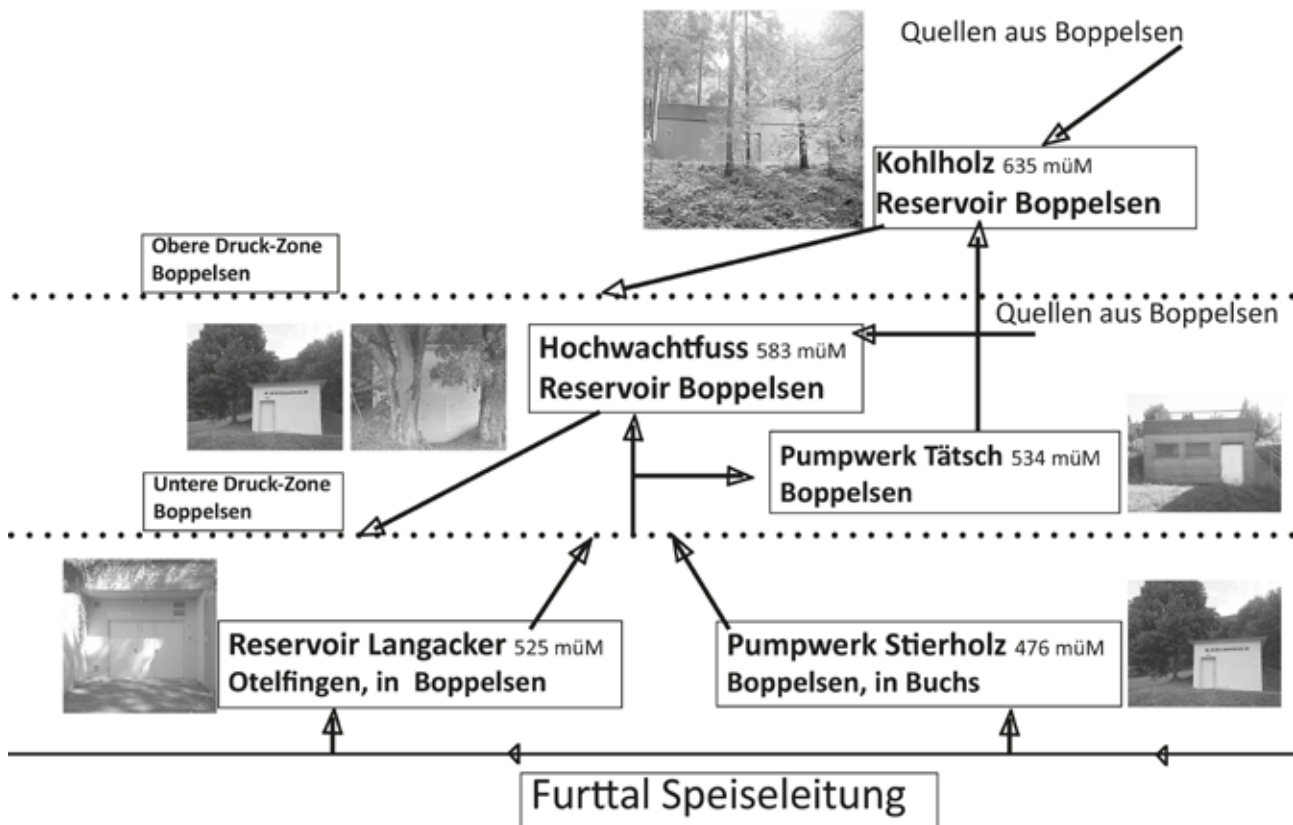 Quellen aus Boppelsen
Kohlholz 635 müM
Reservoir Boppelsen
Obere Druck-Zone
Boppelsen
Quellen aus Boppelsen
Hochwachtfuss 583 müM
Reservoir Boppelsen
Pumpwerk Tätsch 534 müM
Boppelsen
Untere Druck-Zone
Boppelsen
Reservoir Langacker 525 müM
Otelfingen, in Boppelsen
Pumpwerk Stierholz 476 müM
Boppelsen, in Buchs
Furttal Speiseleitung